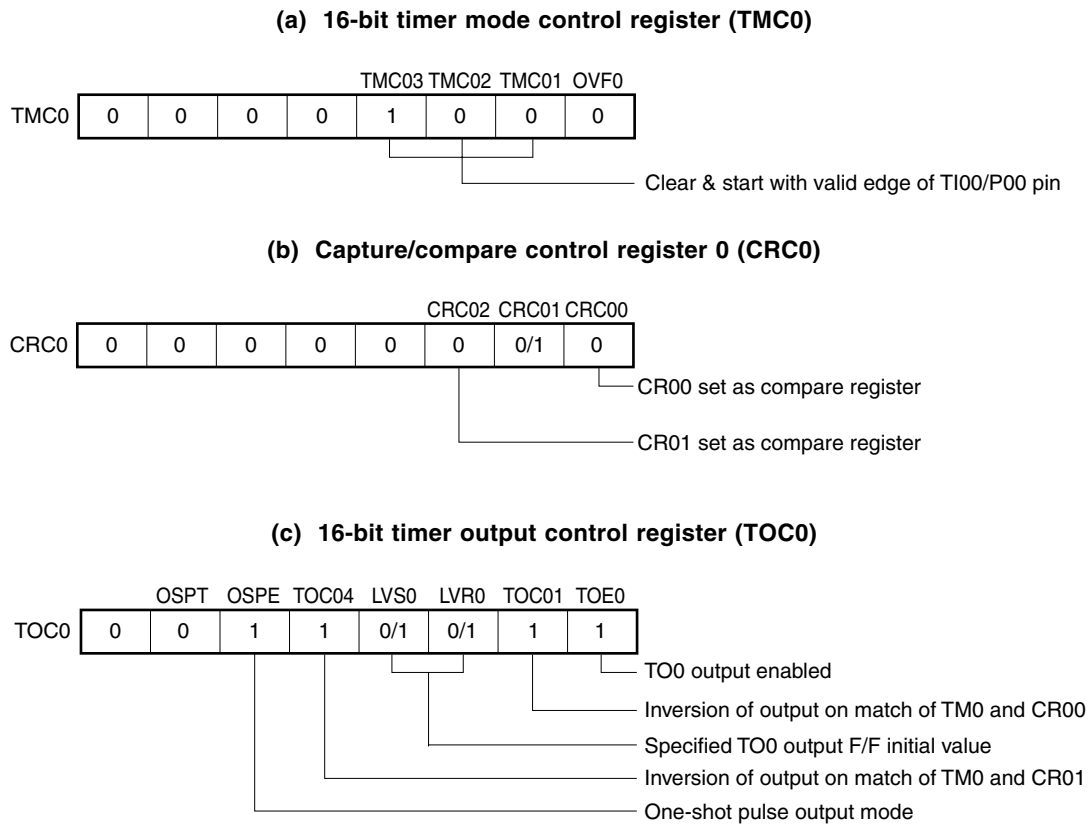 (a) 16-bit timer mode control register (TMC0)
TMC03 TMC02 TMC01 OVF0
TMC0 0 0 0 0 1 0 0 0
Clear & start with valid edge of TI00/P00 pin
(b) Capture/compare control register 0 (CRC0)
CRC02 CRC01 CRC00
CRC0 0 0 0 0 0 0 0/1 0
CR00 set as compare register
CR01 set as compare register
(c) 16-bit timer output control register (TOC0)
OSPT OSPE TOC04 LVS0 LVR0 TOC01 TOE0
TOC0 0 0 1 1 0/1 0/1 1 1
TO0 output enabled
Inversion of output on match of TM0 and CR00
Specified TO0 output F/F initial value
Inversion of output on match of TM0 and CR01
One-shot pulse output mode